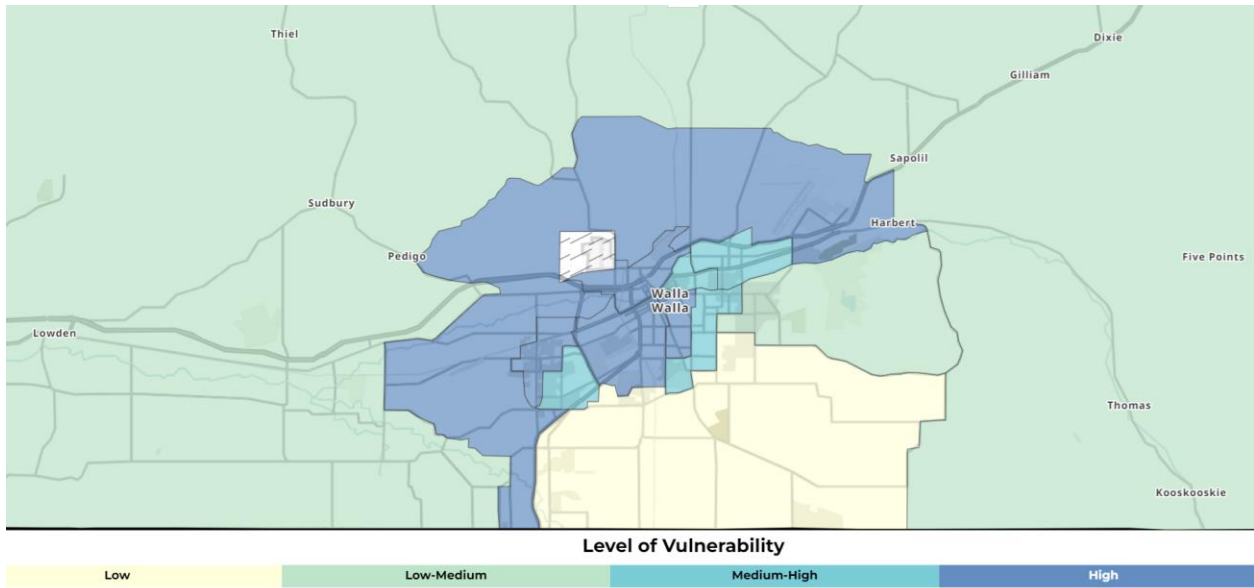 Thiel
Dixie
Gilliam
Sapolil
Sudbury
Harbert
Pedigo
Five Points
Walla
Walla
Lowden
Thomas
Kooskooskie
Level of Vulnerability
Low
Low-Medium
Medium-High
High